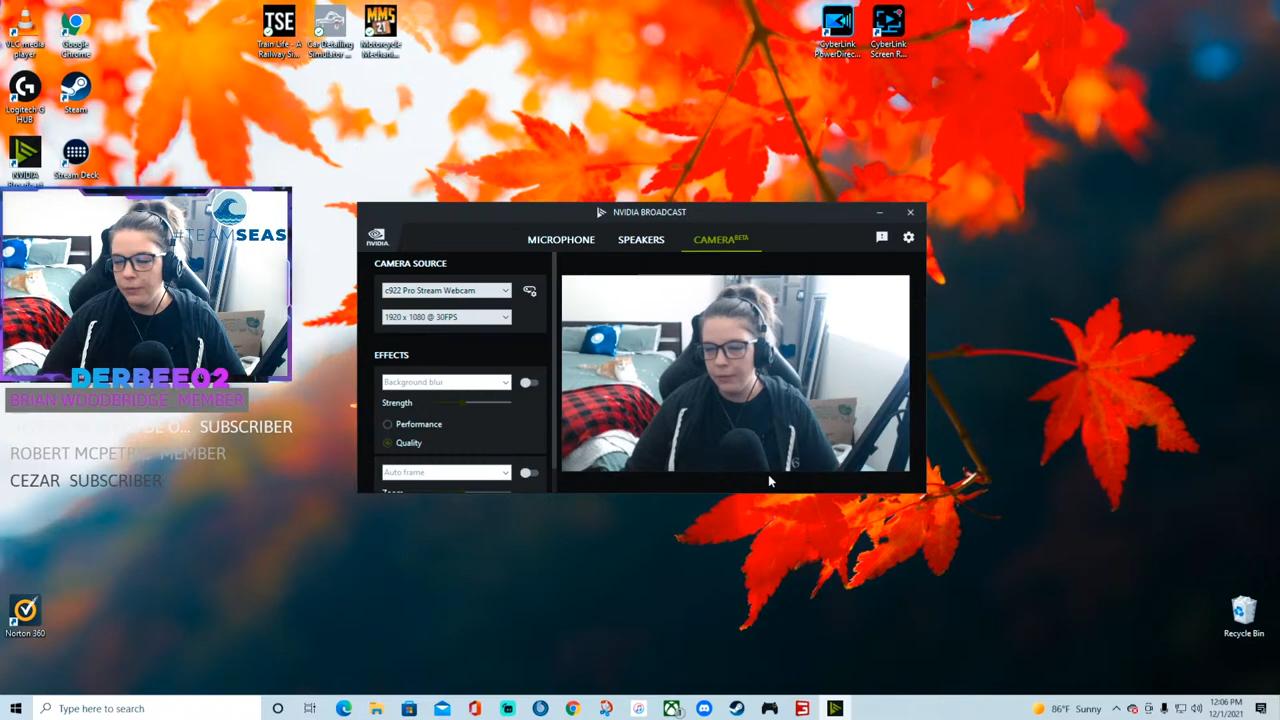 VLC media
player
Google
Chrome
TSE
Train Life - A
Railway Si...
Car Detailing
Simulator ...
MMS
21
Motorcycle
Mechani...
CyberLink
PowerDirec...
CyberLink
Screen R...
Logitech G
HUB
Steam
NVIDIA
Broadcast
Stream Deck
#TEAMSEAS
DERBEE02
BRIAN WOODBRIDGE MEMBER
SUBSCRIBER
ROBERT MCPETRI MEMBER
CEZAR SUBSCRIBER
NVIDIA BROADCAST
NVIDIA.
MICROPHONE
SPEAKERS
CAMERA BETA
CAMERA SOURCE
c922 Pro Stream Webcam
1920 x 1080 @ 30FPS
EFFECTS
Background blur
Strength
Performance
Quality
Auto frame
Zoom
Norton 360
Recycle Bin
Type here to search
86°F Sunny
12:06 PM
12/1/2021